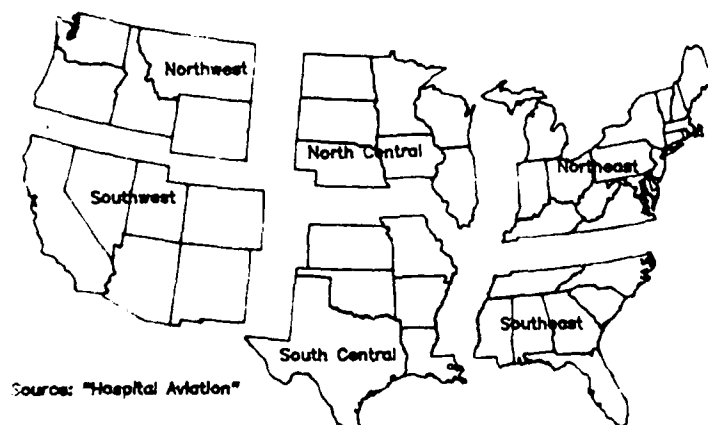 Northwest
North Central
Northeast
Southwest
Southeast
South Central
Source: "Hospital Aviation"